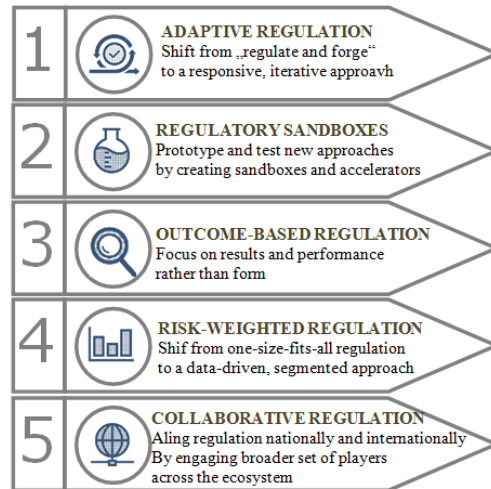 1
ADAPTIVE REGULATION
Shift from „regulate and forge“
to a responsive, iterative approavh
2
REGULATORY SANDBOXES
Prototype and test new approaches
by creating sandboxes and accelerators
3
OUTCOME-BASED REGULATION
Focus on results and performance
rather than form
4
RISK-WEIGHTED REGULATION
Shif from one-size-fits-all regulation
to a data-driven, segmented approach
5
COLLABORATIVE REGULATION
Aling regulation nationally and internationally
By engaging broader set of players
across the ecosystem